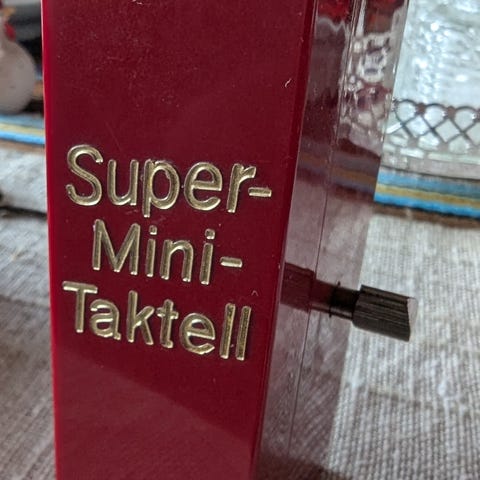 Super-
Mini-
Taktell